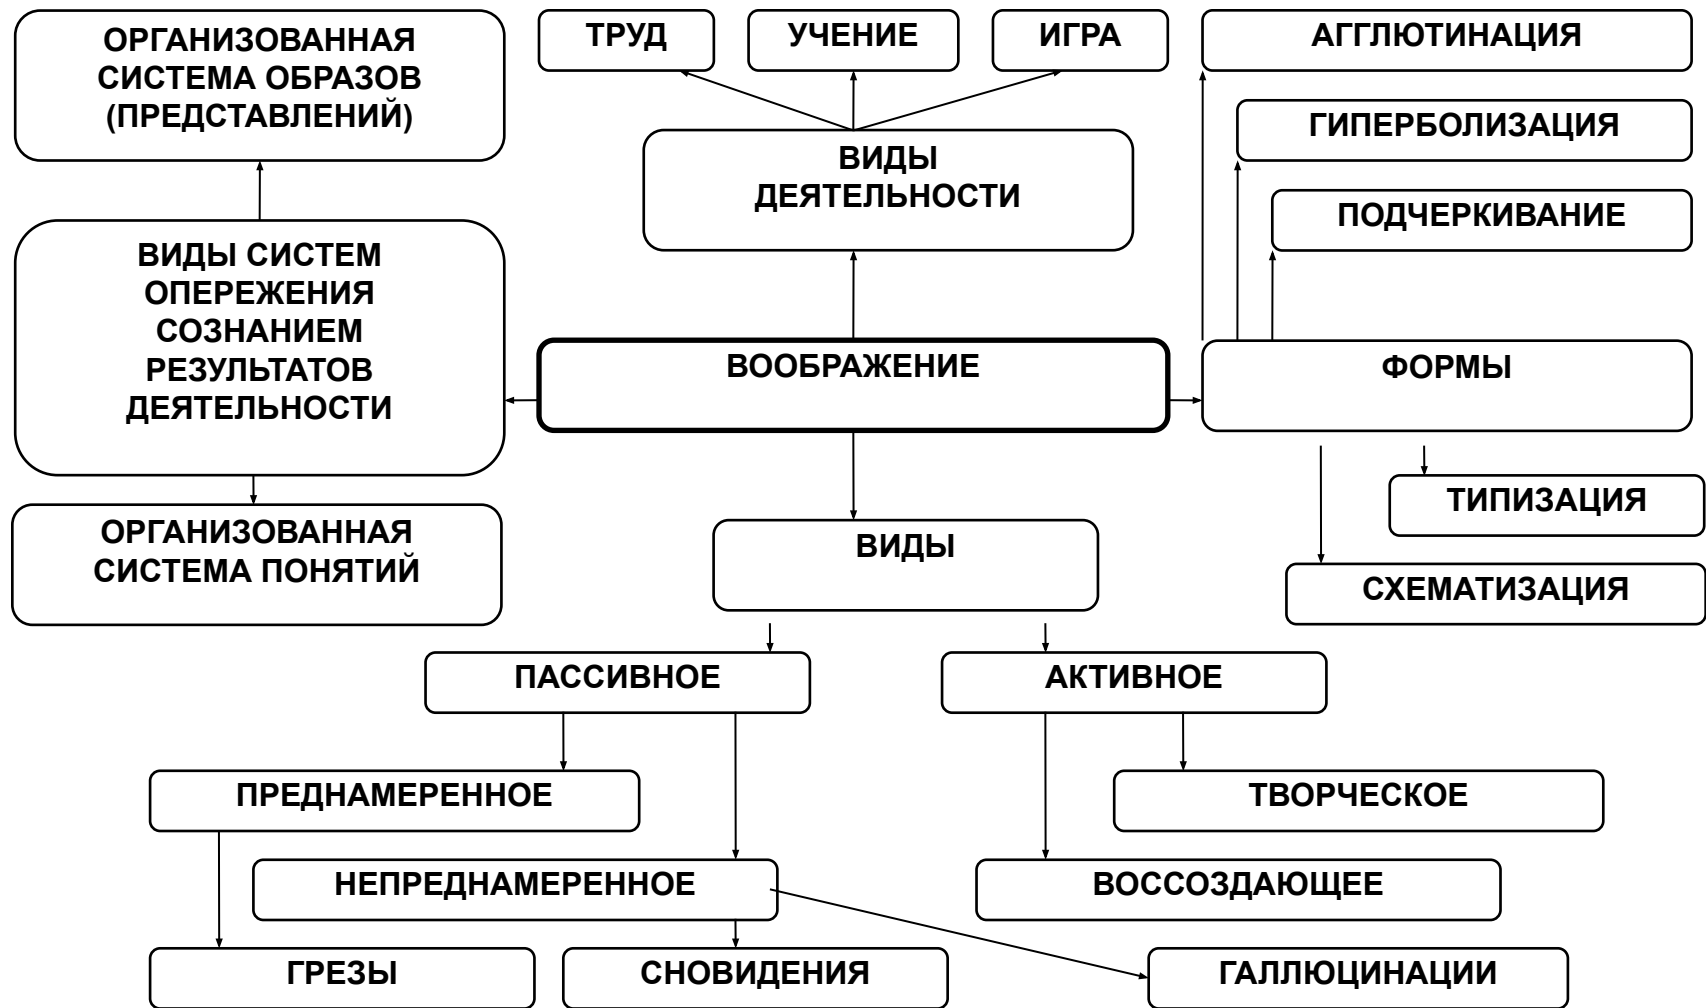 ОРГАНИЗОВАННАЯ
СИСТЕМА ОБРАЗОВ
(ПРЕДСТАВЛЕНИЙ)
ТРУД
УЧЕНИЕ
ИГРА
АГГЛЮТИНАЦИЯ
ГИПЕРБОЛИЗАЦИЯ
ПОДЧЕРКИВАНИЕ
ВИДЫ
ДЕЯТЕЛЬНОСТИ
ВИДЫ СИСТЕМ
ОПЕРЕЖЕНИЯ
СОЗНАНИЕМ
РЕЗУЛЬТАТОВ
ДЕЯТЕЛЬНОСТИ
ВООБРАЖЕНИЕ
ФОРМЫ
ОРГАНИЗОВАННАЯ
СИСТЕМА ПОНЯТИЙ
ВИДЫ
ТИПИЗАЦИЯ
СХЕМАТИЗАЦИЯ
ПАССИВНОЕ
АКТИВНОЕ
ПРЕДНАМЕРЕННОЕ
ТВОРЧЕСКОЕ
НЕПРЕДНАМЕРЕННОЕ
ВОССОЗДАЮЩЕЕ
ГРЕЗЫ
СНОВИДЕНИЯ
ГАЛЛЮЦИНАЦИИ